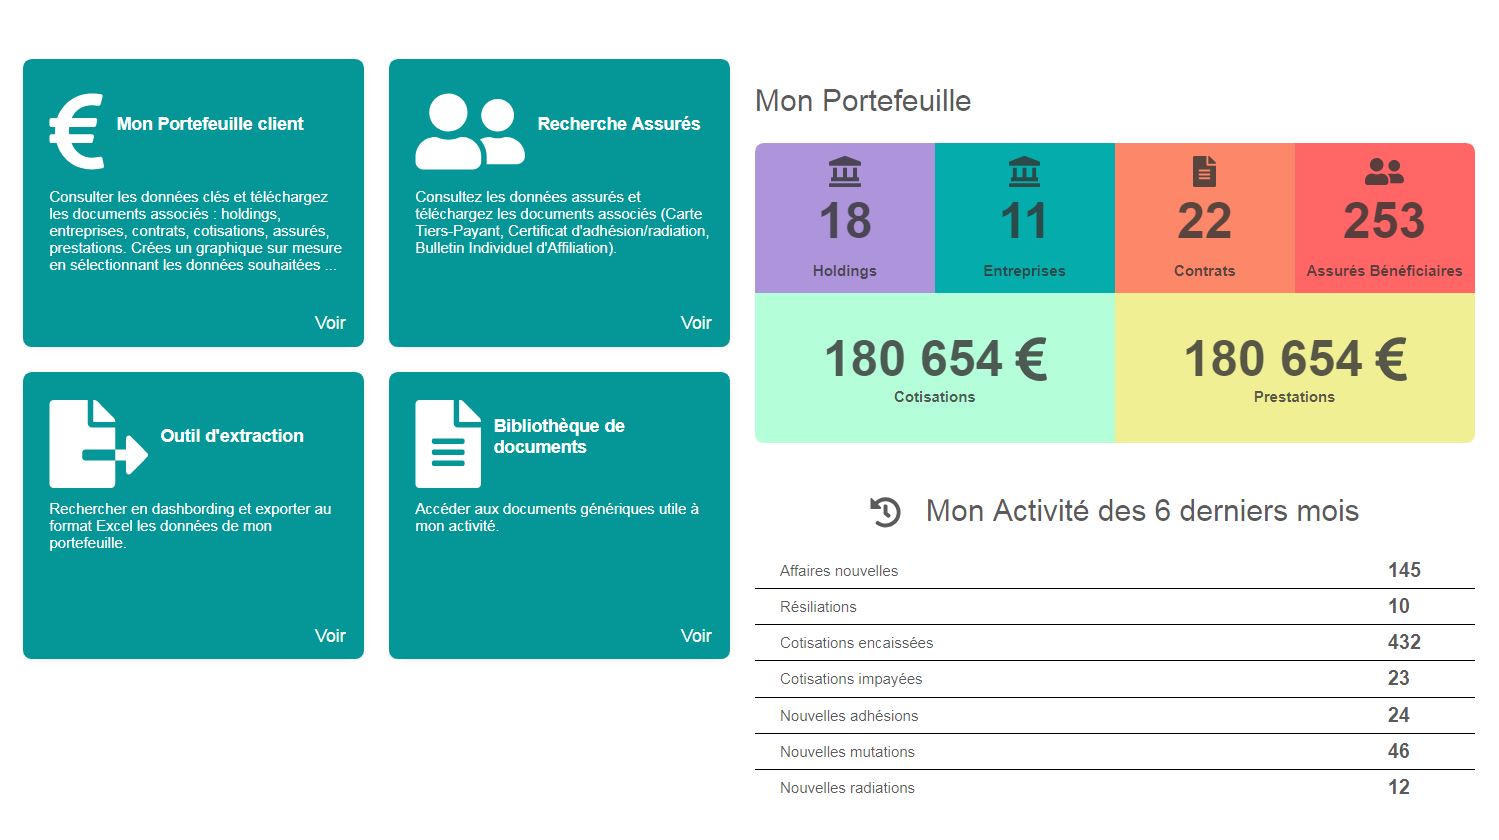 Mon Portefeuille client
Consulter les données clés et téléchargez
les documents associés : holdings,
entreprises, contrats, cotisations, assurés,
prestations. Crées un graphique sur mesure
en sélectionnant les données souhaitées ...
Voir
Recherche Assurés
Consultez les données assurés et
téléchargez les documents associés (Carte
Tiers-Payant, Certificat d'adhésion/radiation,
Bulletin Individuel d'Affiliation).
Voir
Outil d'extraction
Rechercher en dashbording et exporter au
format Excel les données de mon
portefeuille.
Voir
Bibliothèque de
documents
Accéder aux documents génériques utile à
mon activité.
Voir
Mon Portefeuille
18
Holdings
11
Entreprises
22
Contrats
253
Assurés Bénéficiaires
180 654 €
Cotisations
180 654 €
Prestations
Mon Activité des 6 derniers mois
Affaires nouvelles 145
Résiliations 10
Cotisations encaissées 432
Cotisations impayées 23
Nouvelles adhésions 24
Nouvelles mutations 46
Nouvelles radiations 12